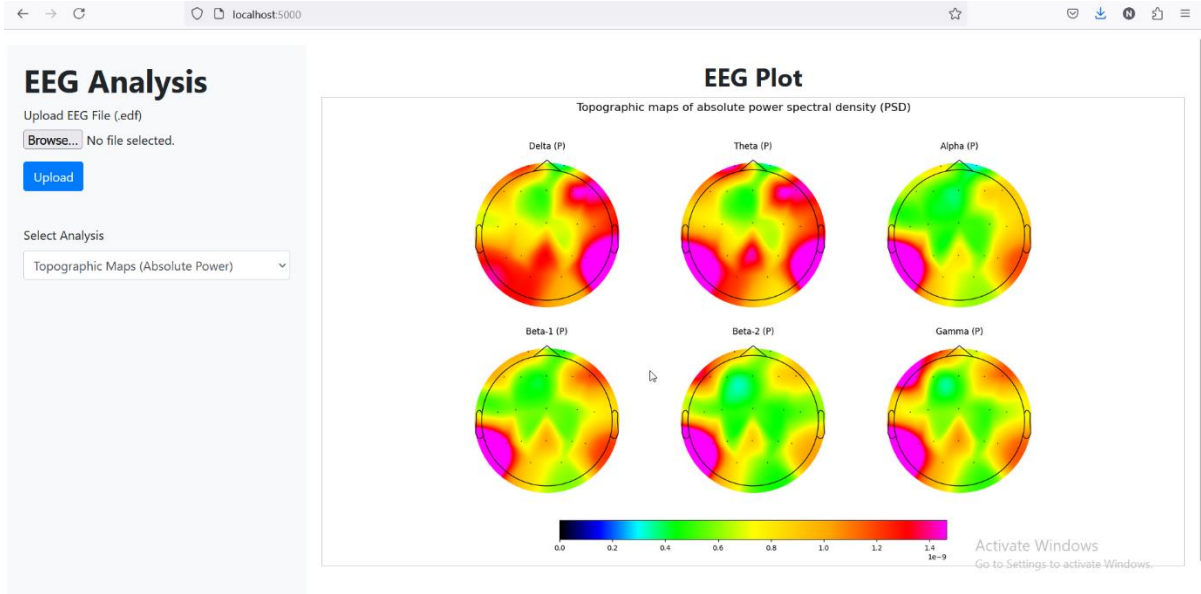 localhost:5000
N
EEG Analysis
Upload EEG File (.edf)
Browse... No file selected.
Upload
Select Analysis
Topographic Maps (Absolute Power)
EEG Plot
Topographic maps of absolute power spectral density (PSD)
Delta (P) Theta (P) Alpha (P)
Beta-1 (P) Beta-2 (P) Gamma (P)
0.0 0.2 0.4 0.6 0.8 1.0 1.2 1.4
1e-9
Activate Windows
Go to Settings to activate Windows.